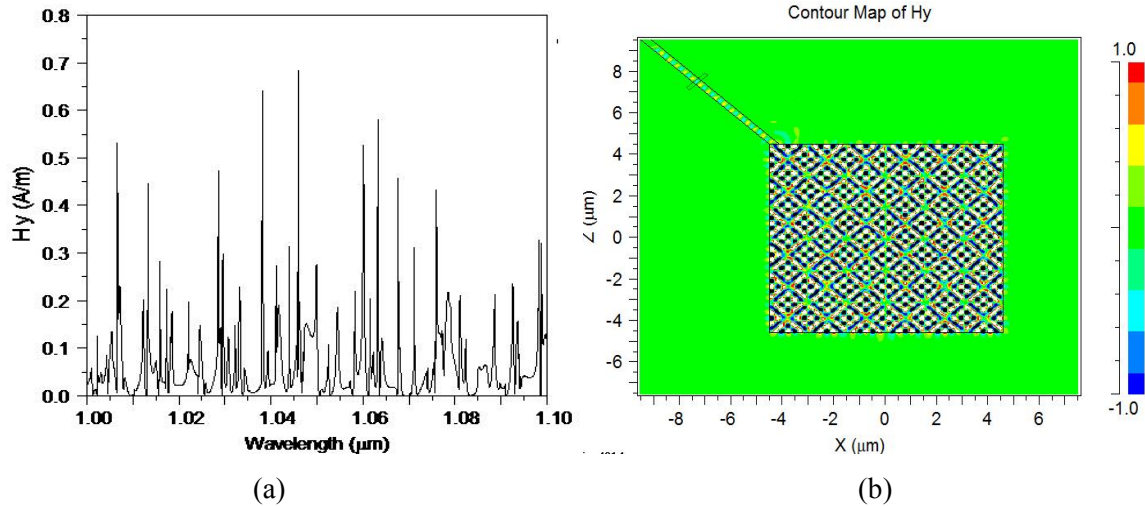 0.8
0.7
0.6
0.5
0.4
0.3
0.2
0.1
0.0
Hy (A/m)
1.00 1.02 1.04 1.06 1.08 1.10
Wavelength (μm)
(a)
Contour Map of Hy
8
6
4
2
0
-2
-4
-6
Z (μm)
-8 -6 -4 -2 0 2 4 6
X (μm)
1.0
-1.0
(b)